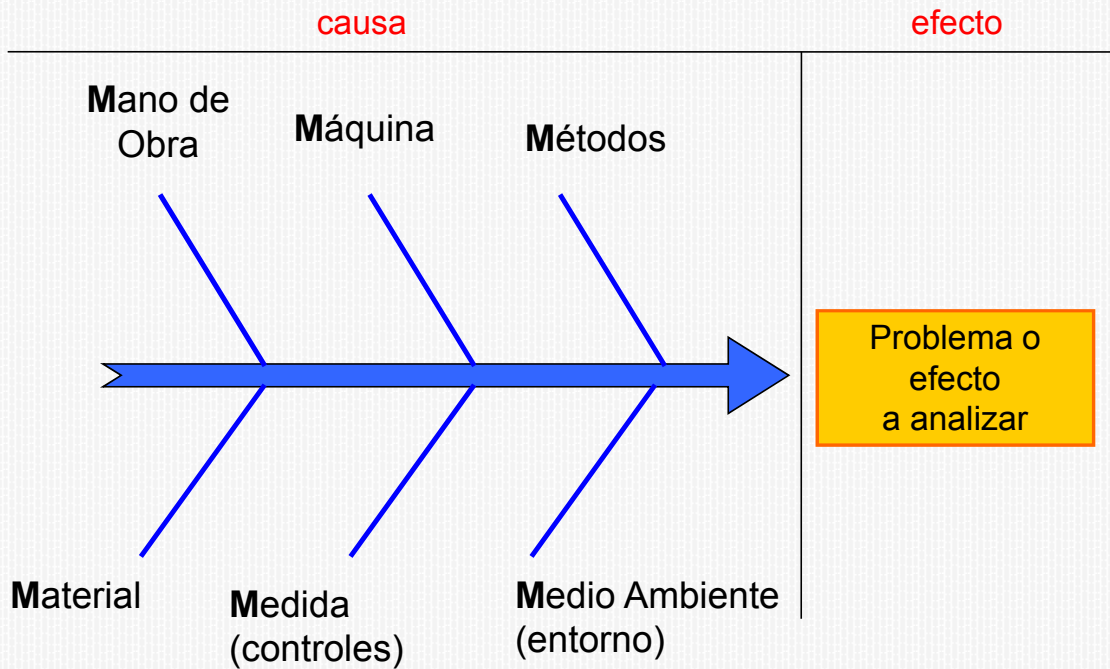 causa
efecto
Mano de
Obra
Máquina
Métodos
Problema o
efecto
a analizar
Material
Medida
(controles)
Medio Ambiente
(entorno)